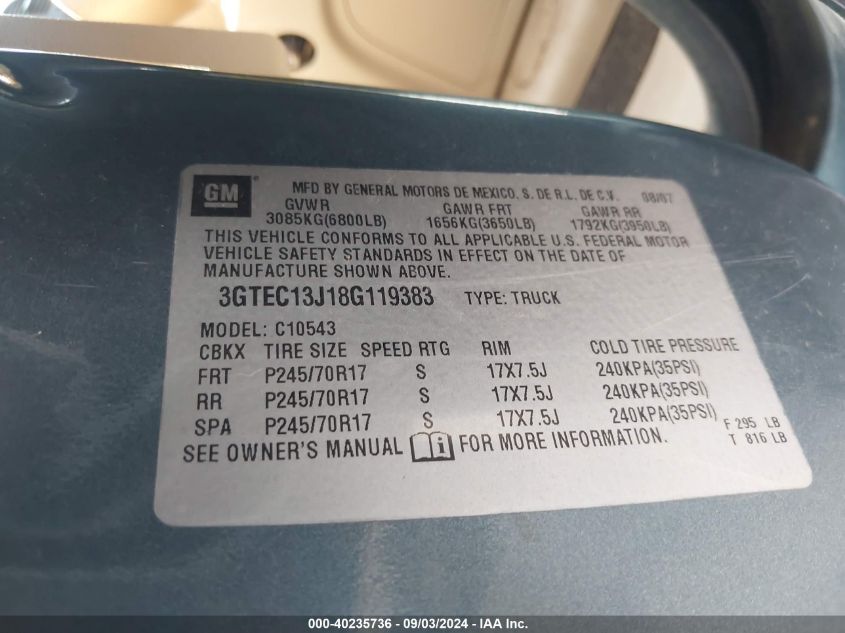 GM MFD BY GENERAL MOTORS DE MEXICO, S. DE R.L. DE C.V. 08/07
GVWR GAWR FRT GAWR RR
3085KG(6800LB) 1656KG(3650LB) 1792KG(3950LB)
THIS VEHICLE CONFORMS TO ALL APPLICABLE U.S. FEDERAL MOTOR
VEHICLE SAFETY STANDARDS IN EFFECT ON THE DATE OF
MANUFACTURE SHOWN ABOVE.
3GTEC13J18G119383 TYPE: TRUCK
MODEL: C10543
CBKX TIRE SIZE SPEED RTG RIM COLD TIRE PRESSURE
FRT P245/70R17 S 17X7.5J 240KPA(35PSI)
RR P245/70R17 S 17X7.5J 240KPA(35PSI)
SPA P245/70R17 S 17X7.5J 240KPA(35PSI)
F 295 LB
SEE OWNER'S MANUAL i FOR MORE INFORMATION.
T 816 LB
000-40235736 - 09/03/2024 - IAA Inc.